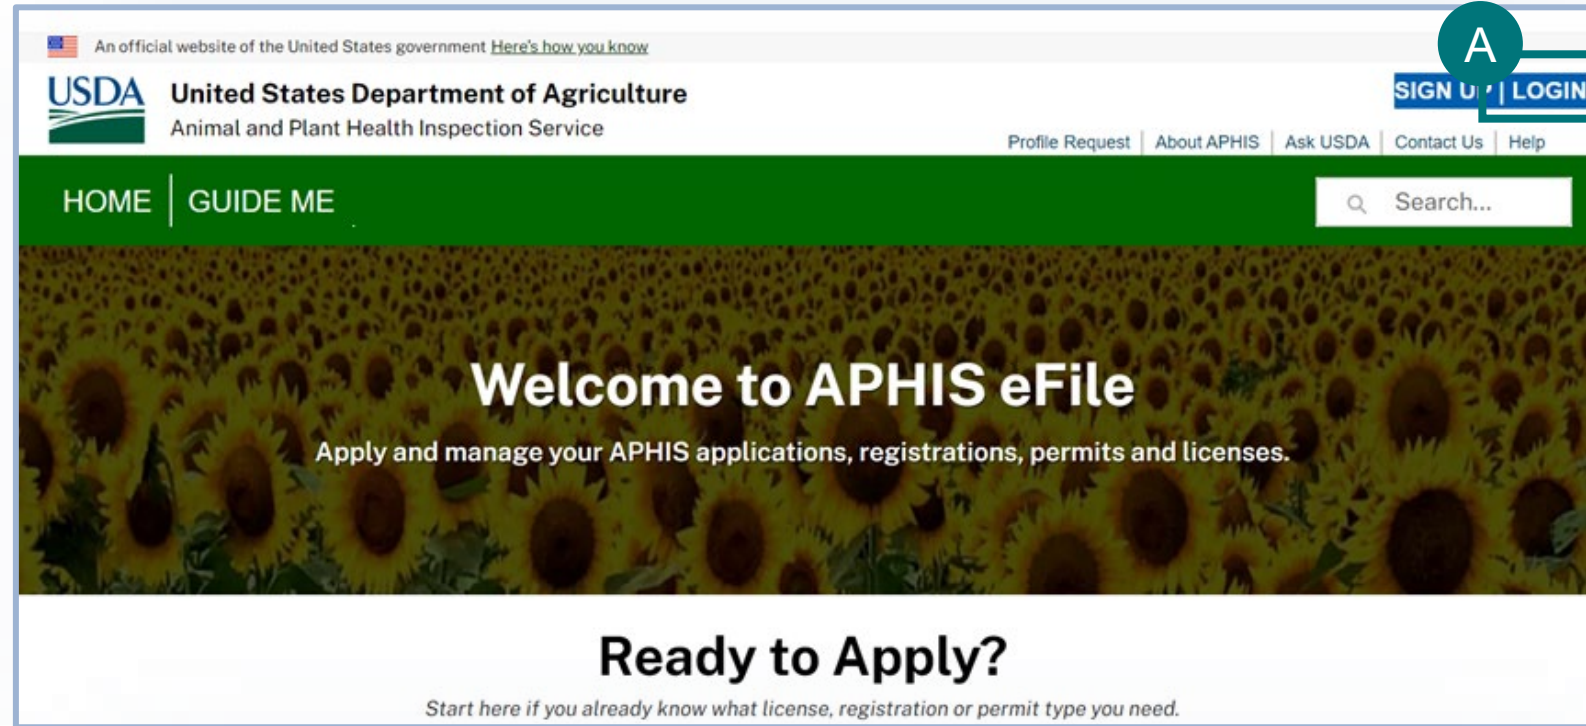 An official website of the United States government Here's how you know
A
USDA United States Department of Agriculture
Animal and Plant Health Inspection Service
SIGN UP | LOGIN
Profile Request | About APHIS | Ask USDA | Contact Us | Help
HOME | GUIDE ME
Search...
Welcome to APHIS eFile
Apply and manage your APHIS applications, registrations, permits and licenses.
Ready to Apply?
Start here if you already know what license, registration or permit type you need.